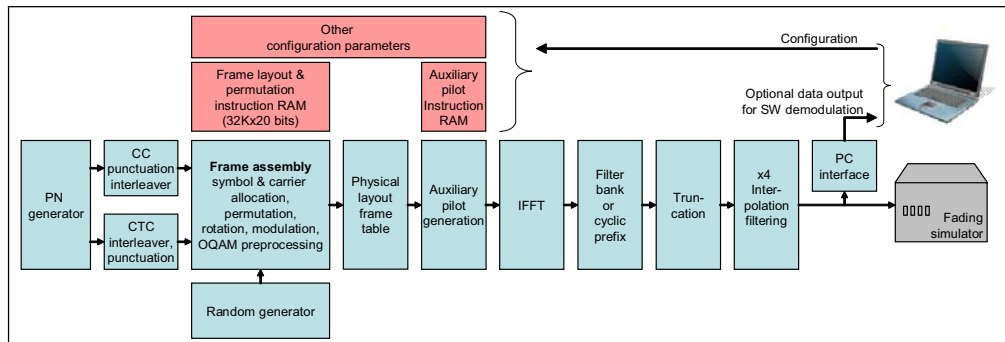 Other
configuration parameters
Configuration
Frame layout &
permutation
instruction RAM
(32Kx20 bits)
Auxiliary
pilot
Instruction
RAM
Optional data output
for SW demodulation
PN
generator
CC
punctuation
interleaver
CTC
interleaver,
punctuation
Frame assembly
symbol & carrier
allocation,
permutation,
rotation, modulation,
OQAM preprocessing
Random generator
Physical
layout
frame
table
Auxiliary
pilot
generation
IFFT
Filter
bank
or
cyclic
prefix
Trun-
cation
x4
Inter-
polation
filtering
PC
interface
Fading
simulator